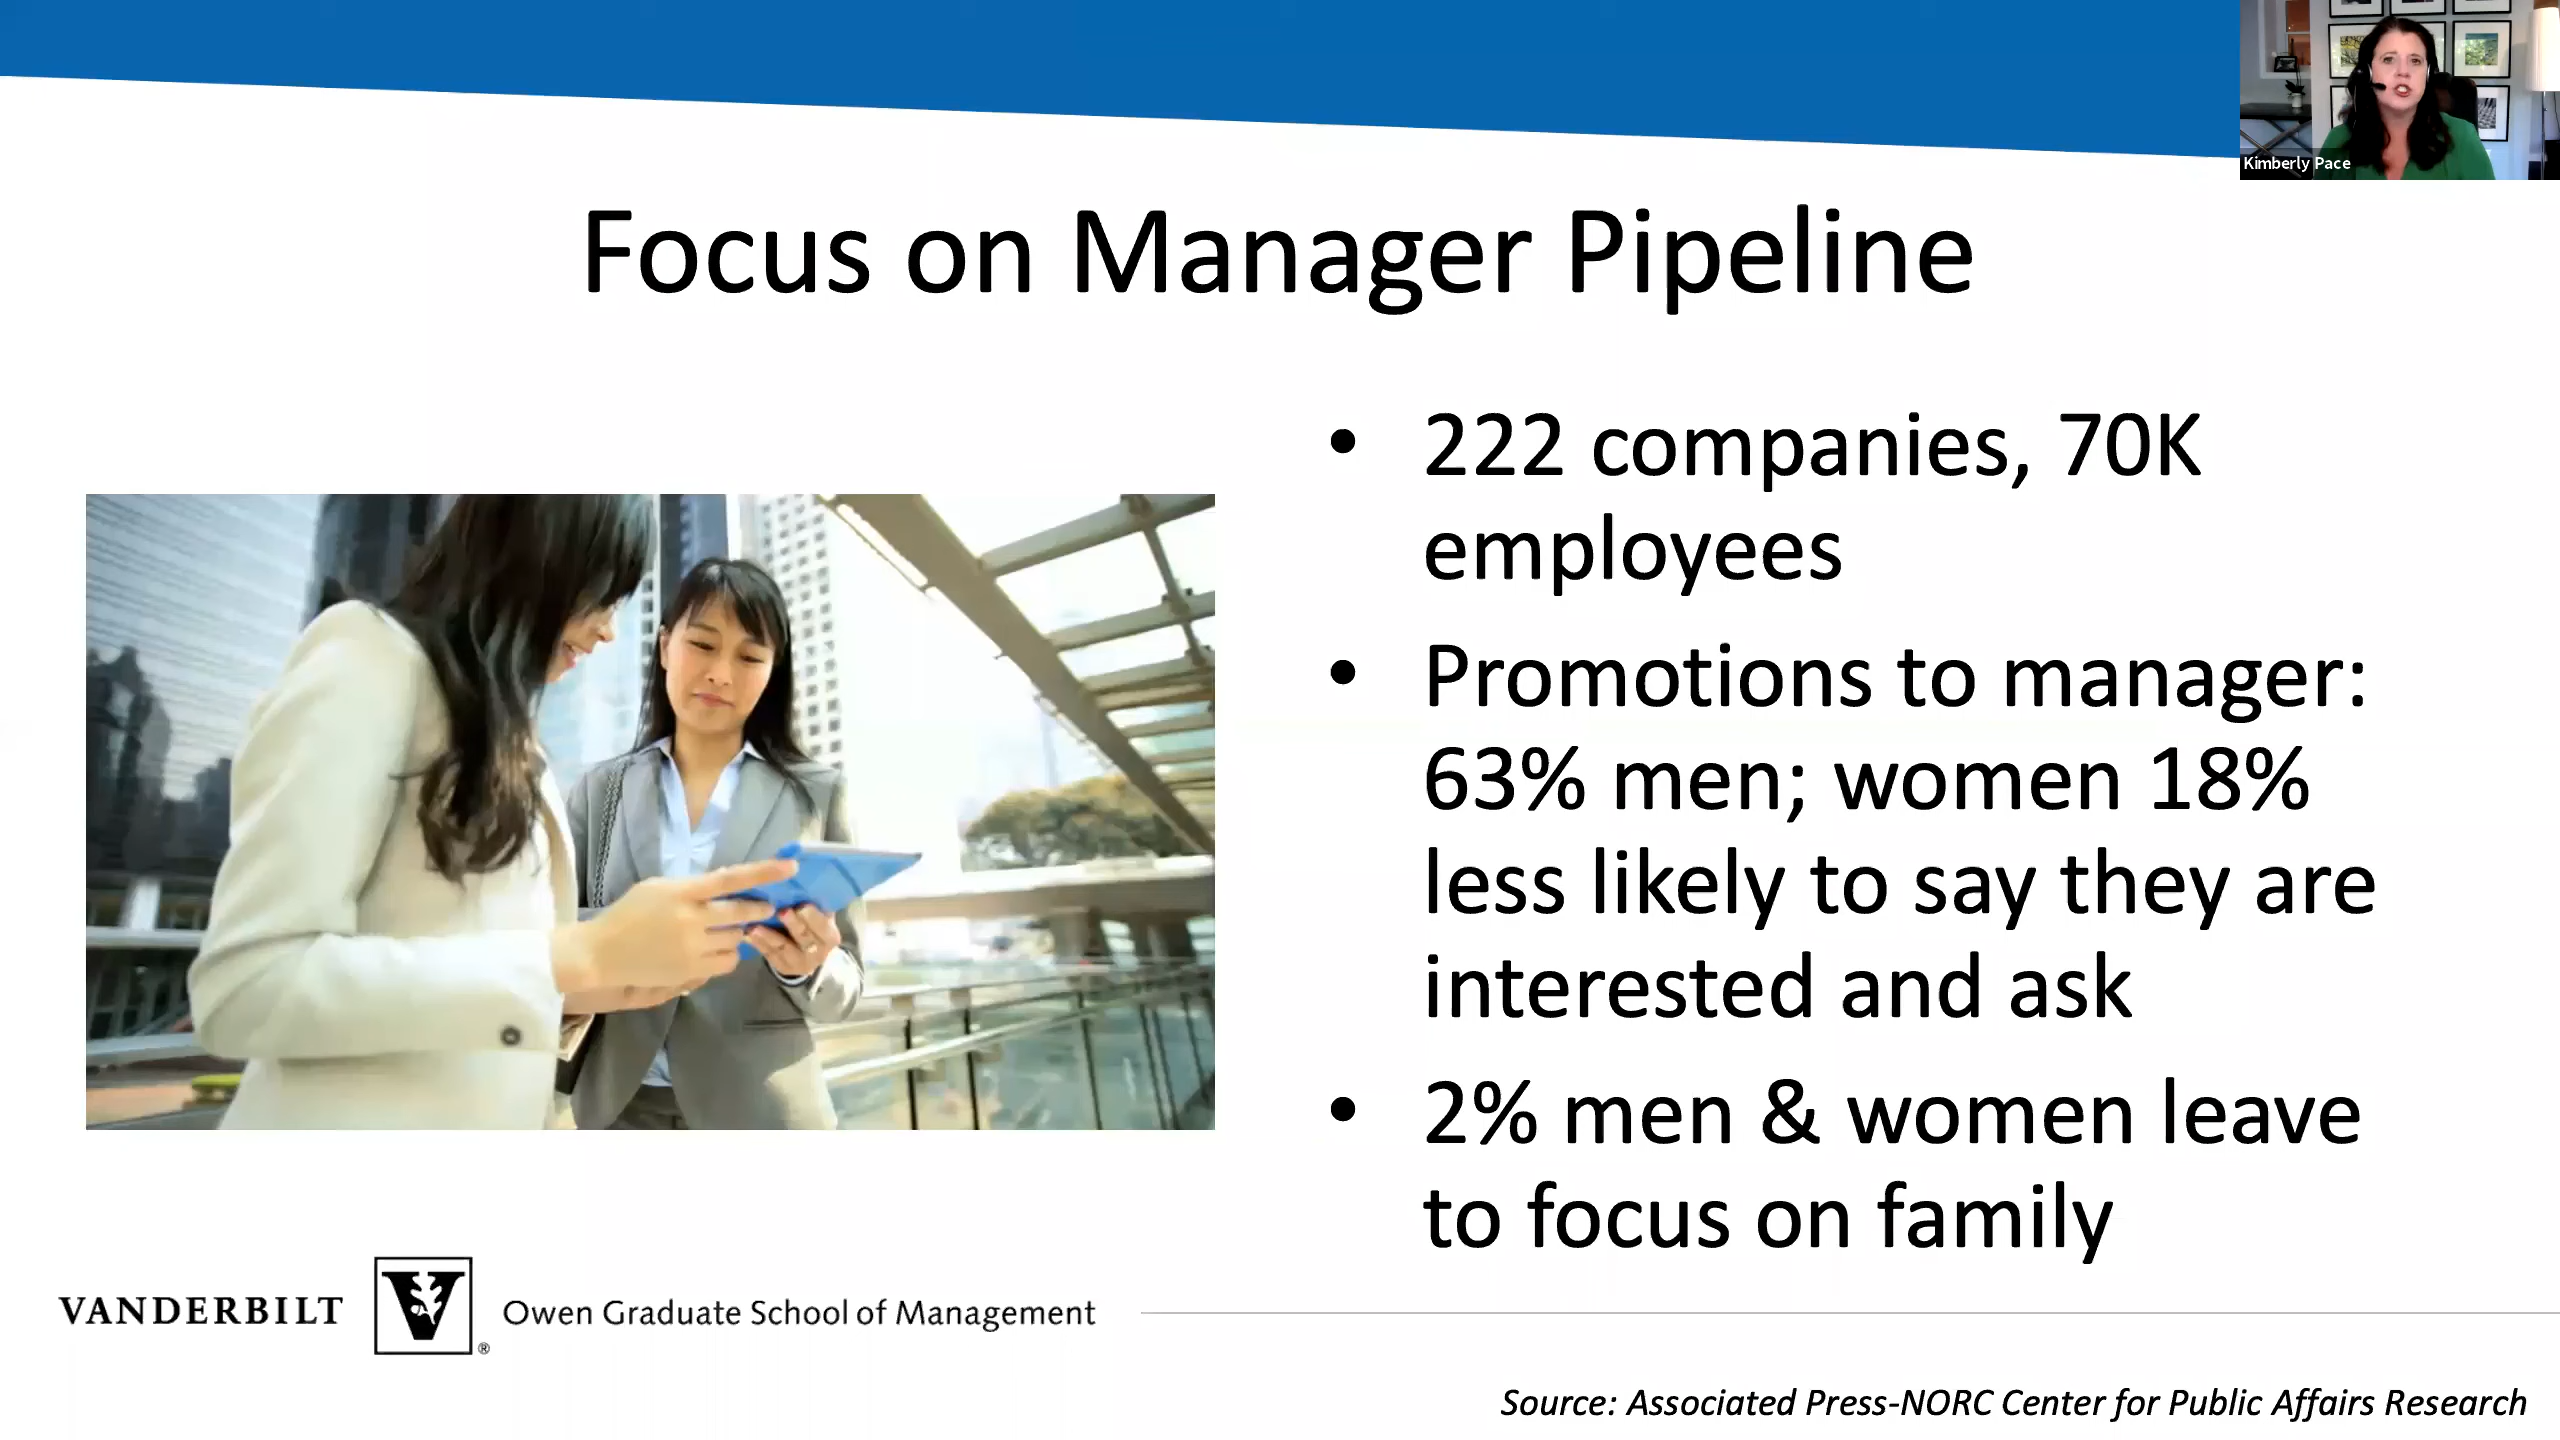 Kimberly Pace
Focus on Manager Pipeline
• 222 companies, 70K
employees
• Promotions to manager:
63% men; women 18%
less likely to say they are
interested and ask
• 2% men & women leave
to focus on family
VANDERBILT V® Owen Graduate School of Management
Source: Associated Press-NORC Center for Public Affairs Research